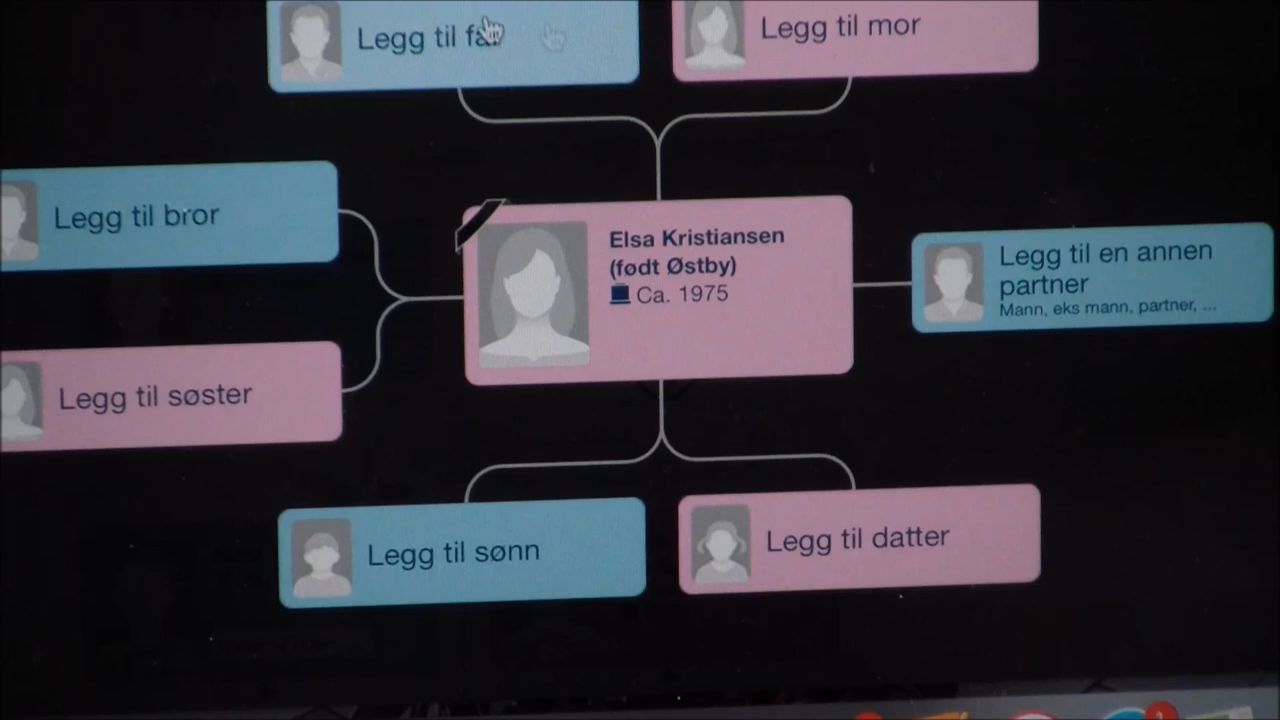 Legg til far
Legg til mor
Legg til bror
Elsa Kristiansen
(født Østby)
Ca. 1975
Legg til en annen
partner
Mann, eks mann, partner, ...
Legg til søster
Legg til sønn
Legg til datter